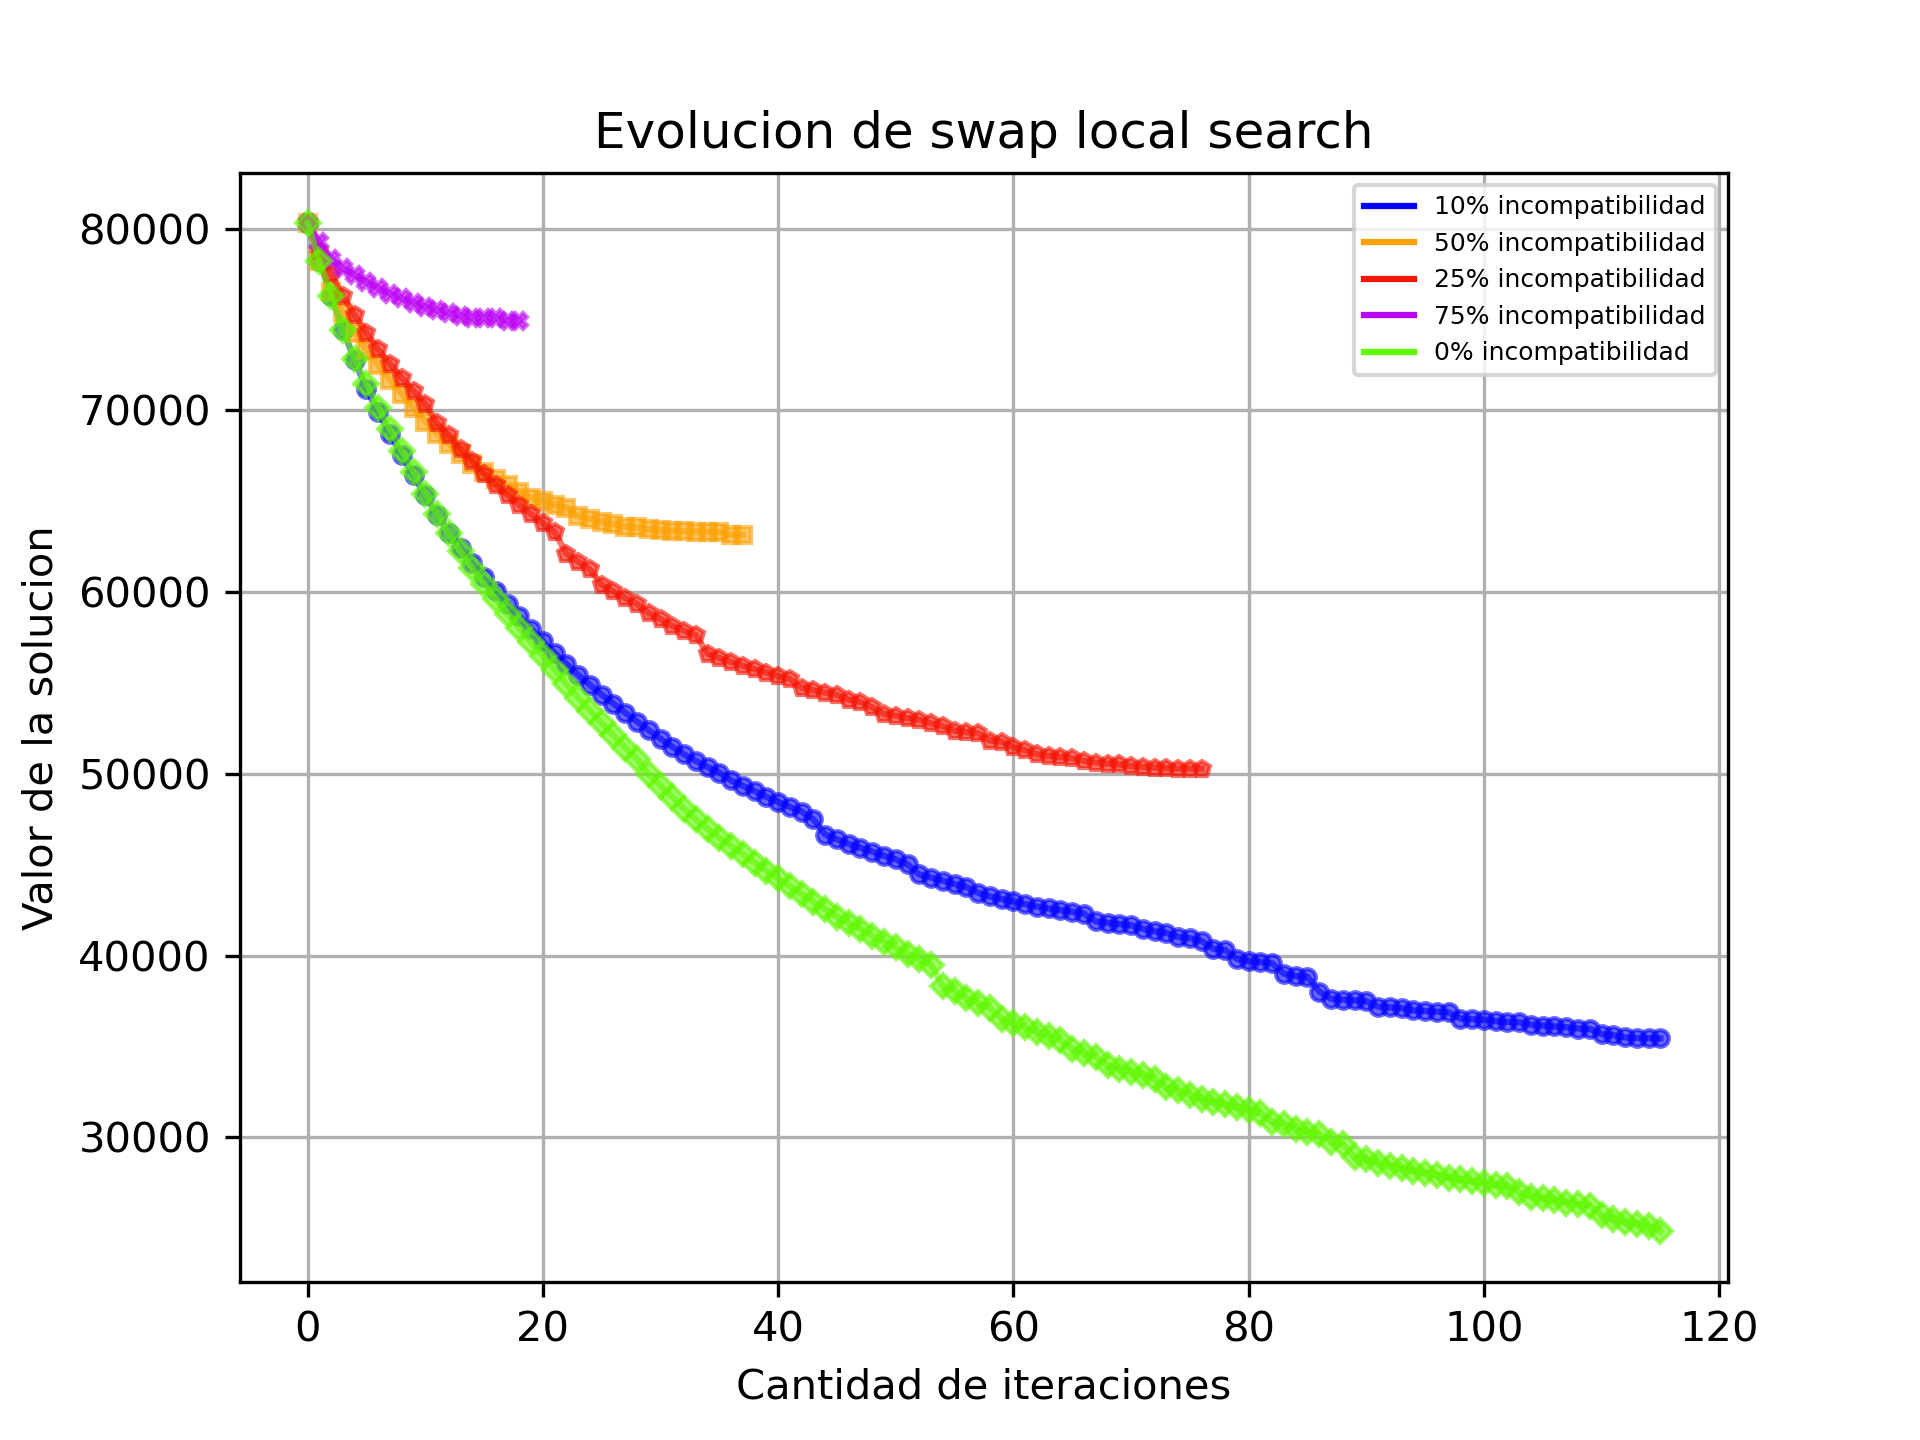 Evolucion de swap local search
10% incompatibilidad
50% incompatibilidad
25% incompatibilidad
75% incompatibilidad
0% incompatibilidad
Valor de la solucion
80000
70000
60000
50000
40000
30000
0 20 40 60 80 100 120
Cantidad de iteraciones